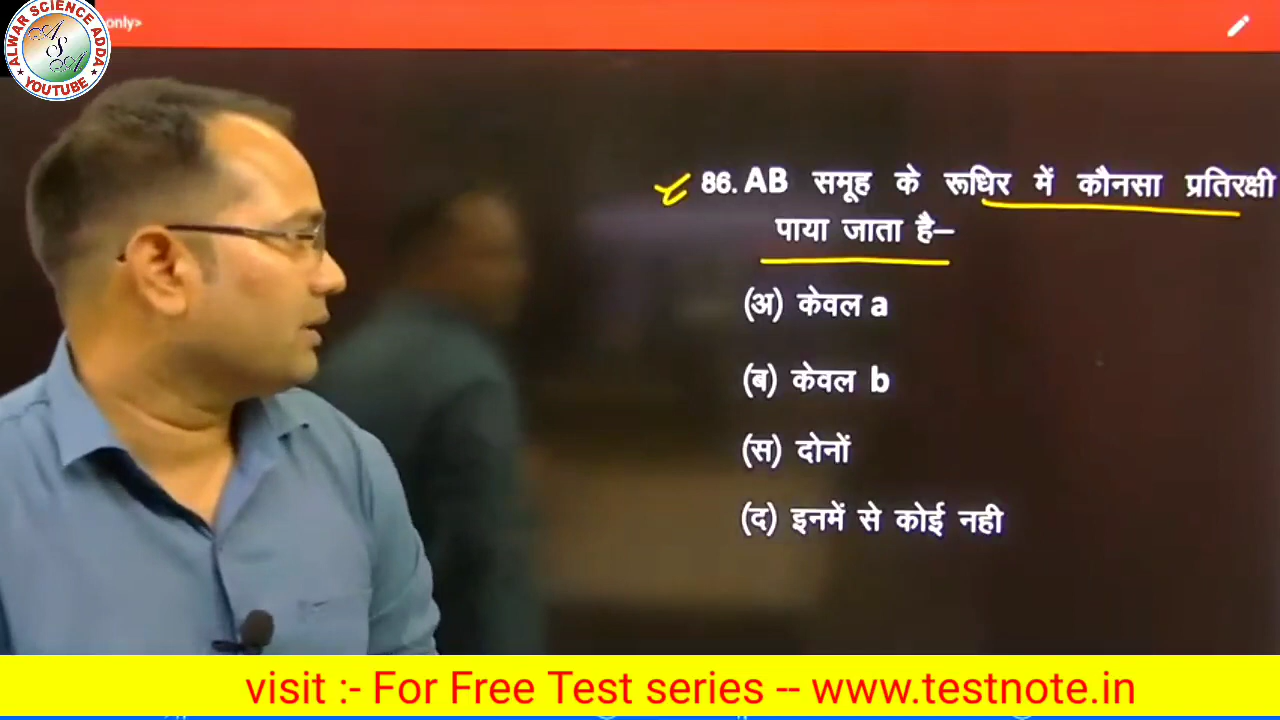 ALWAR SCIENCE ADDA
ASA
YOUTUBE
only>
86. AB समूह के रूधिर में कौनसा प्रतिरक्षी
पाया जाता है–
(अ) केवल a
(ब) केवल b
(स) दोनों
(द) इनमें से कोई नही
visit :- For Free Test series -- www.testnote.in